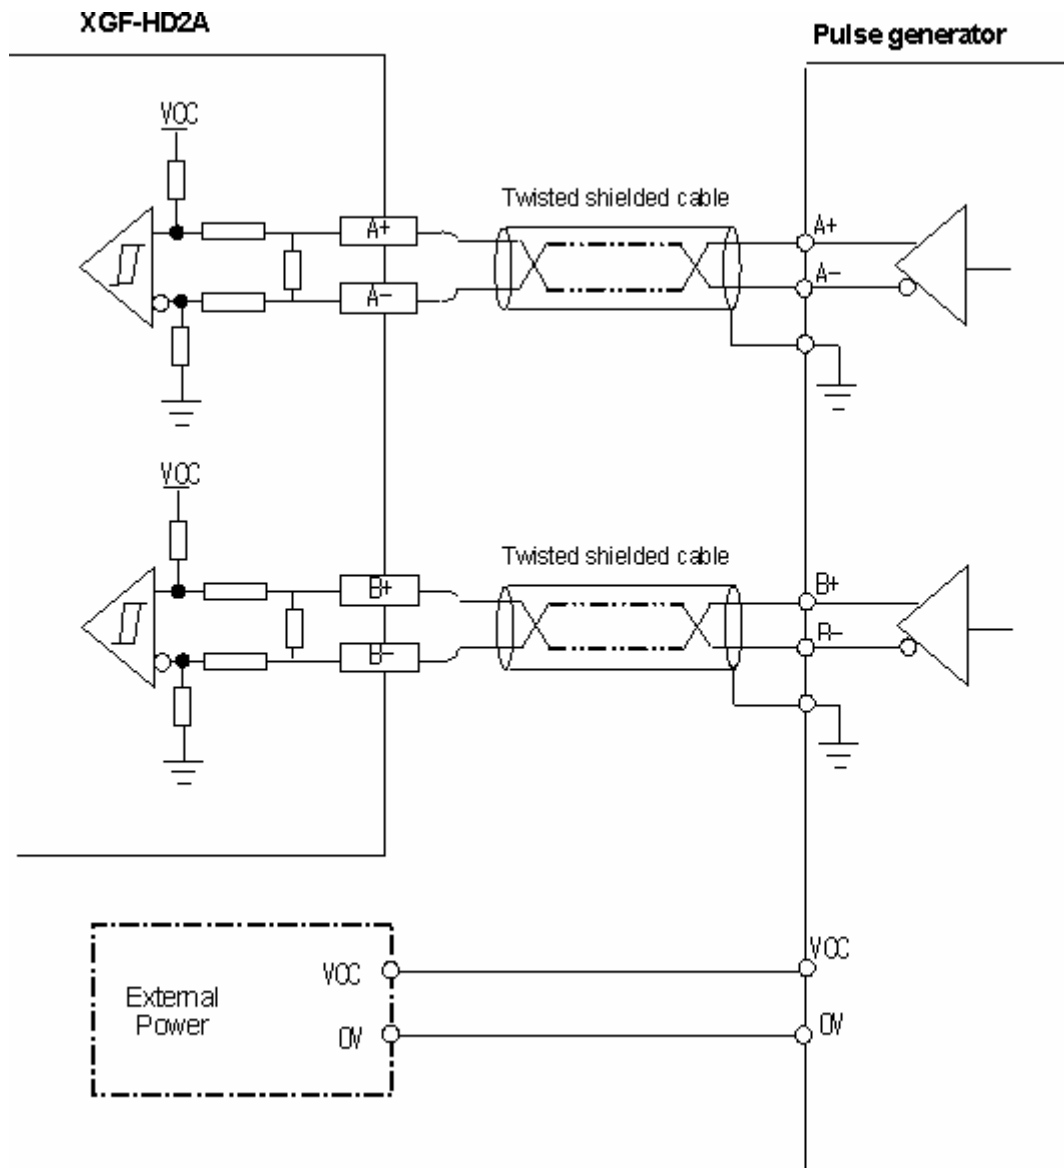 XGF-HD2A
Pulse generator
VCC
Twisted shielded cable
A+
A+
A-
A-
VCC
Twisted shielded cable
B+
B+
B-
B-
VCC
VCC
External
Power
0V
0V